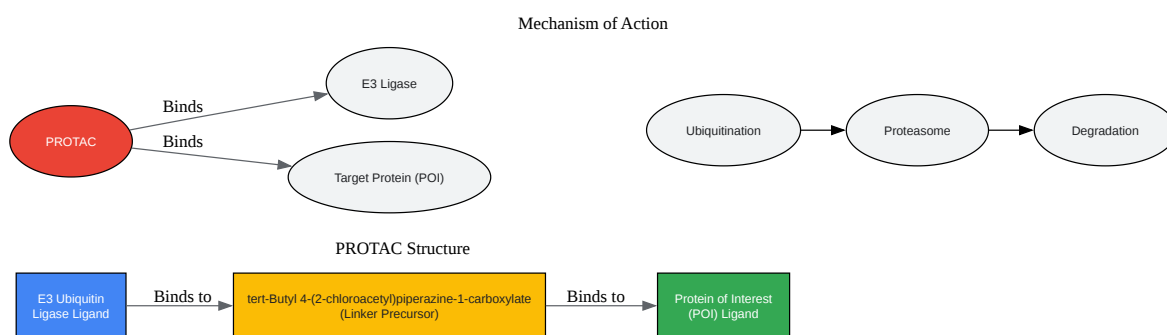 Mechanism of Action
E3 Ligase
Binds
PROTAC
Binds
Target Protein (POI)
Ubiquitination
Proteasome
Degradation
PROTAC Structure
E3 Ubiquitin
Ligase Ligand
Binds to
tert-Butyl 4-(2-chloroacetyl)piperazine-1-carboxylate
(Linker Precursor)
Binds to
Protein of Interest
(POI) Ligand